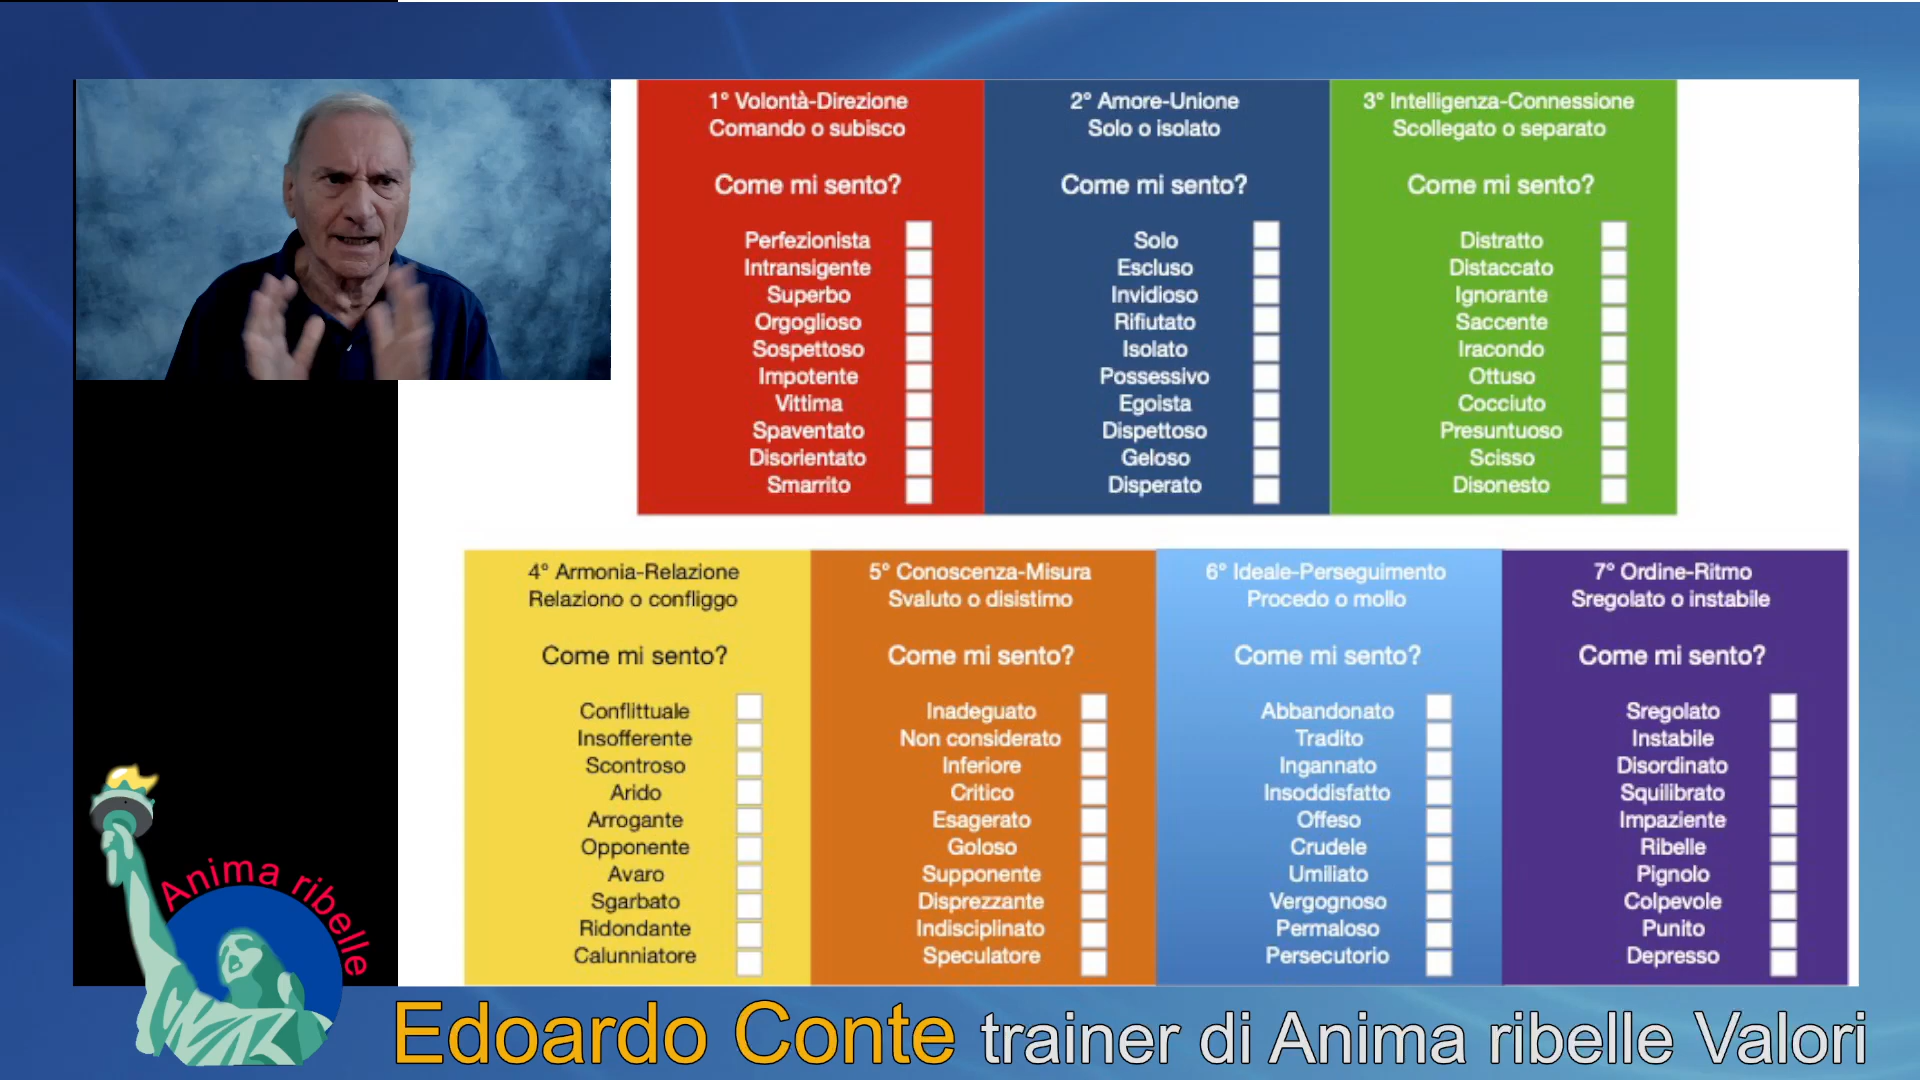 1° Volontà-Direzione
Comando o subisco
Come mi sento?
Perfezionista
Intransigente
Superbo
Orgoglioso
Sospettoso
Impotente
Vittima
Spaventato
Disorientato
Smarrito
2° Amore-Unione
Solo o isolato
Come mi sento?
Solo
Escluso
Invidioso
Rifiutato
Isolato
Possessivo
Egoista
Dispettoso
Geloso
Disperato
3° Intelligenza-Connessione
Scollegato o separato
Come mi sento?
Distratto
Distaccato
Ignorante
Saccente
Iracondo
Ottuso
Cocciuto
Presuntuoso
Scisso
Disonesto
4° Armonia-Relazione
Relaziono o confliggo
Come mi sento?
Conflittuale
Insofferente
Scontroso
Arido
Arrogante
Opponente
Avaro
Sgarbato
Ridondante
Calunniatore
5° Conoscenza-Misura
Svaluto o disistimo
Come mi sento?
Inadeguato
Non considerato
Inferiore
Critico
Esagerato
Goloso
Supponente
Disprezzante
Indisciplinato
Speculatore
6° Ideale-Perseguimento
Procedo o mollo
Come mi sento?
Abbandonato
Tradito
Ingannato
Insoddisfatto
Offeso
Crudele
Umiliato
Vergognoso
Permaloso
Persecutorio
7° Ordine-Ritmo
Sregolato o instabile
Come mi sento?
Sregolato
Instabile
Disordinato
Squilibrato
Impaziente
Ribelle
Pignolo
Colpevole
Punito
Depresso
Anima ribelle
Edoardo Conte trainer di Anima ribelle Valori